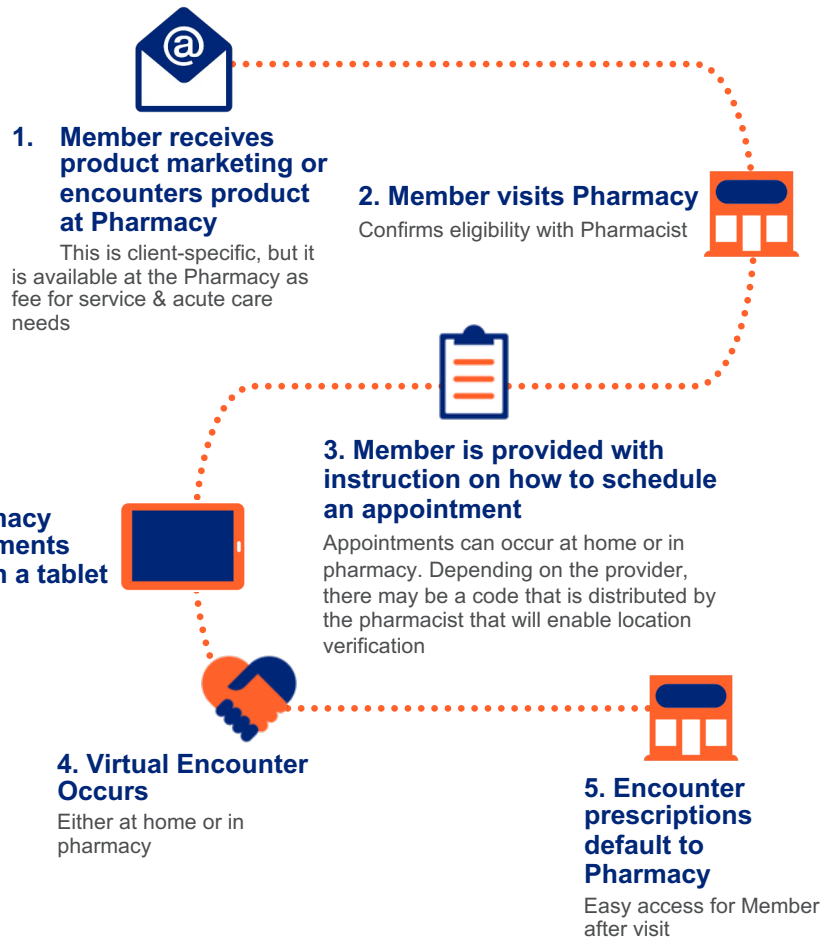 @
1. Member receives
product marketing or
encounters product
at Pharmacy
This is client-specific, but it
is available at the Pharmacy as
fee for service & acute care
needs
2. Member visits Pharmacy
Confirms eligibility with Pharmacist
3. Member is provided with
instruction on how to schedule
an appointment
Appointments can occur at home or in
pharmacy. Depending on the provider,
there may be a code that is distributed by
the pharmacist that will enable location
verification
a tablet
4. Virtual Encounter
Occurs
Either at home or in
pharmacy
5. Encounter
prescriptions
default to
Pharmacy
Easy access for Member
after visit